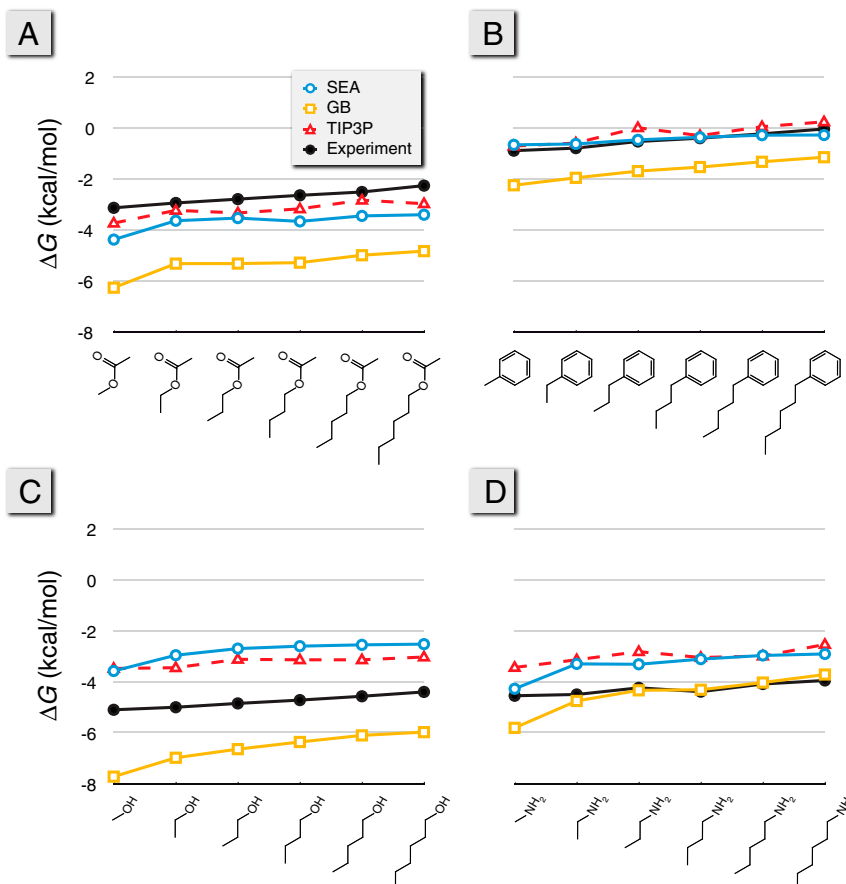 A
B
2
0
-2
-4
-6
-8
ΔG (kcal/mol)
SEA
GB
TIP3P
Experiment
O
O
O
O
O
O
O
O
O
O
O
O
C
D
2
0
-2
-4
-6
-8
ΔG (kcal/mol)
OH
OH
OH
OH
OH
OH
NH2
NH2
NH2
NH2
NH2
NH